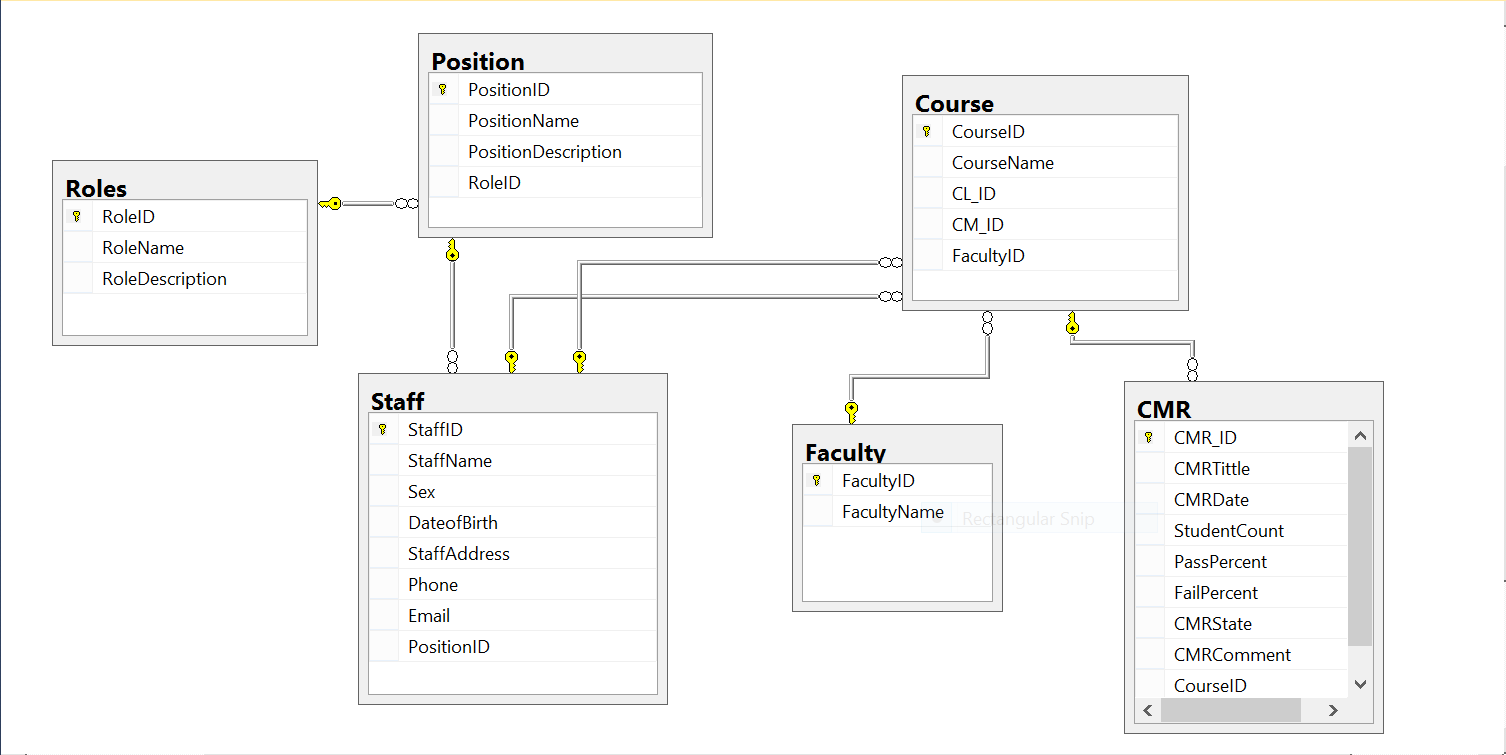 Position
PositionID
PositionName
PositionDescription
RoleID
Course
CourseID
CourseName
CL_ID
CM_ID
FacultyID
Roles
RoleID
RoleName
RoleDescription
Staff
StaffID
StaffName
Sex
DateofBirth
StaffAddress
Phone
Email
PositionID
Faculty
FacultyID
FacultyName
Rectangular Snip
CMR
CMR_ID
CMRTittle
CMRDate
StudentCount
PassPercent
FailPercent
CMRState
CMRComment
CourseID